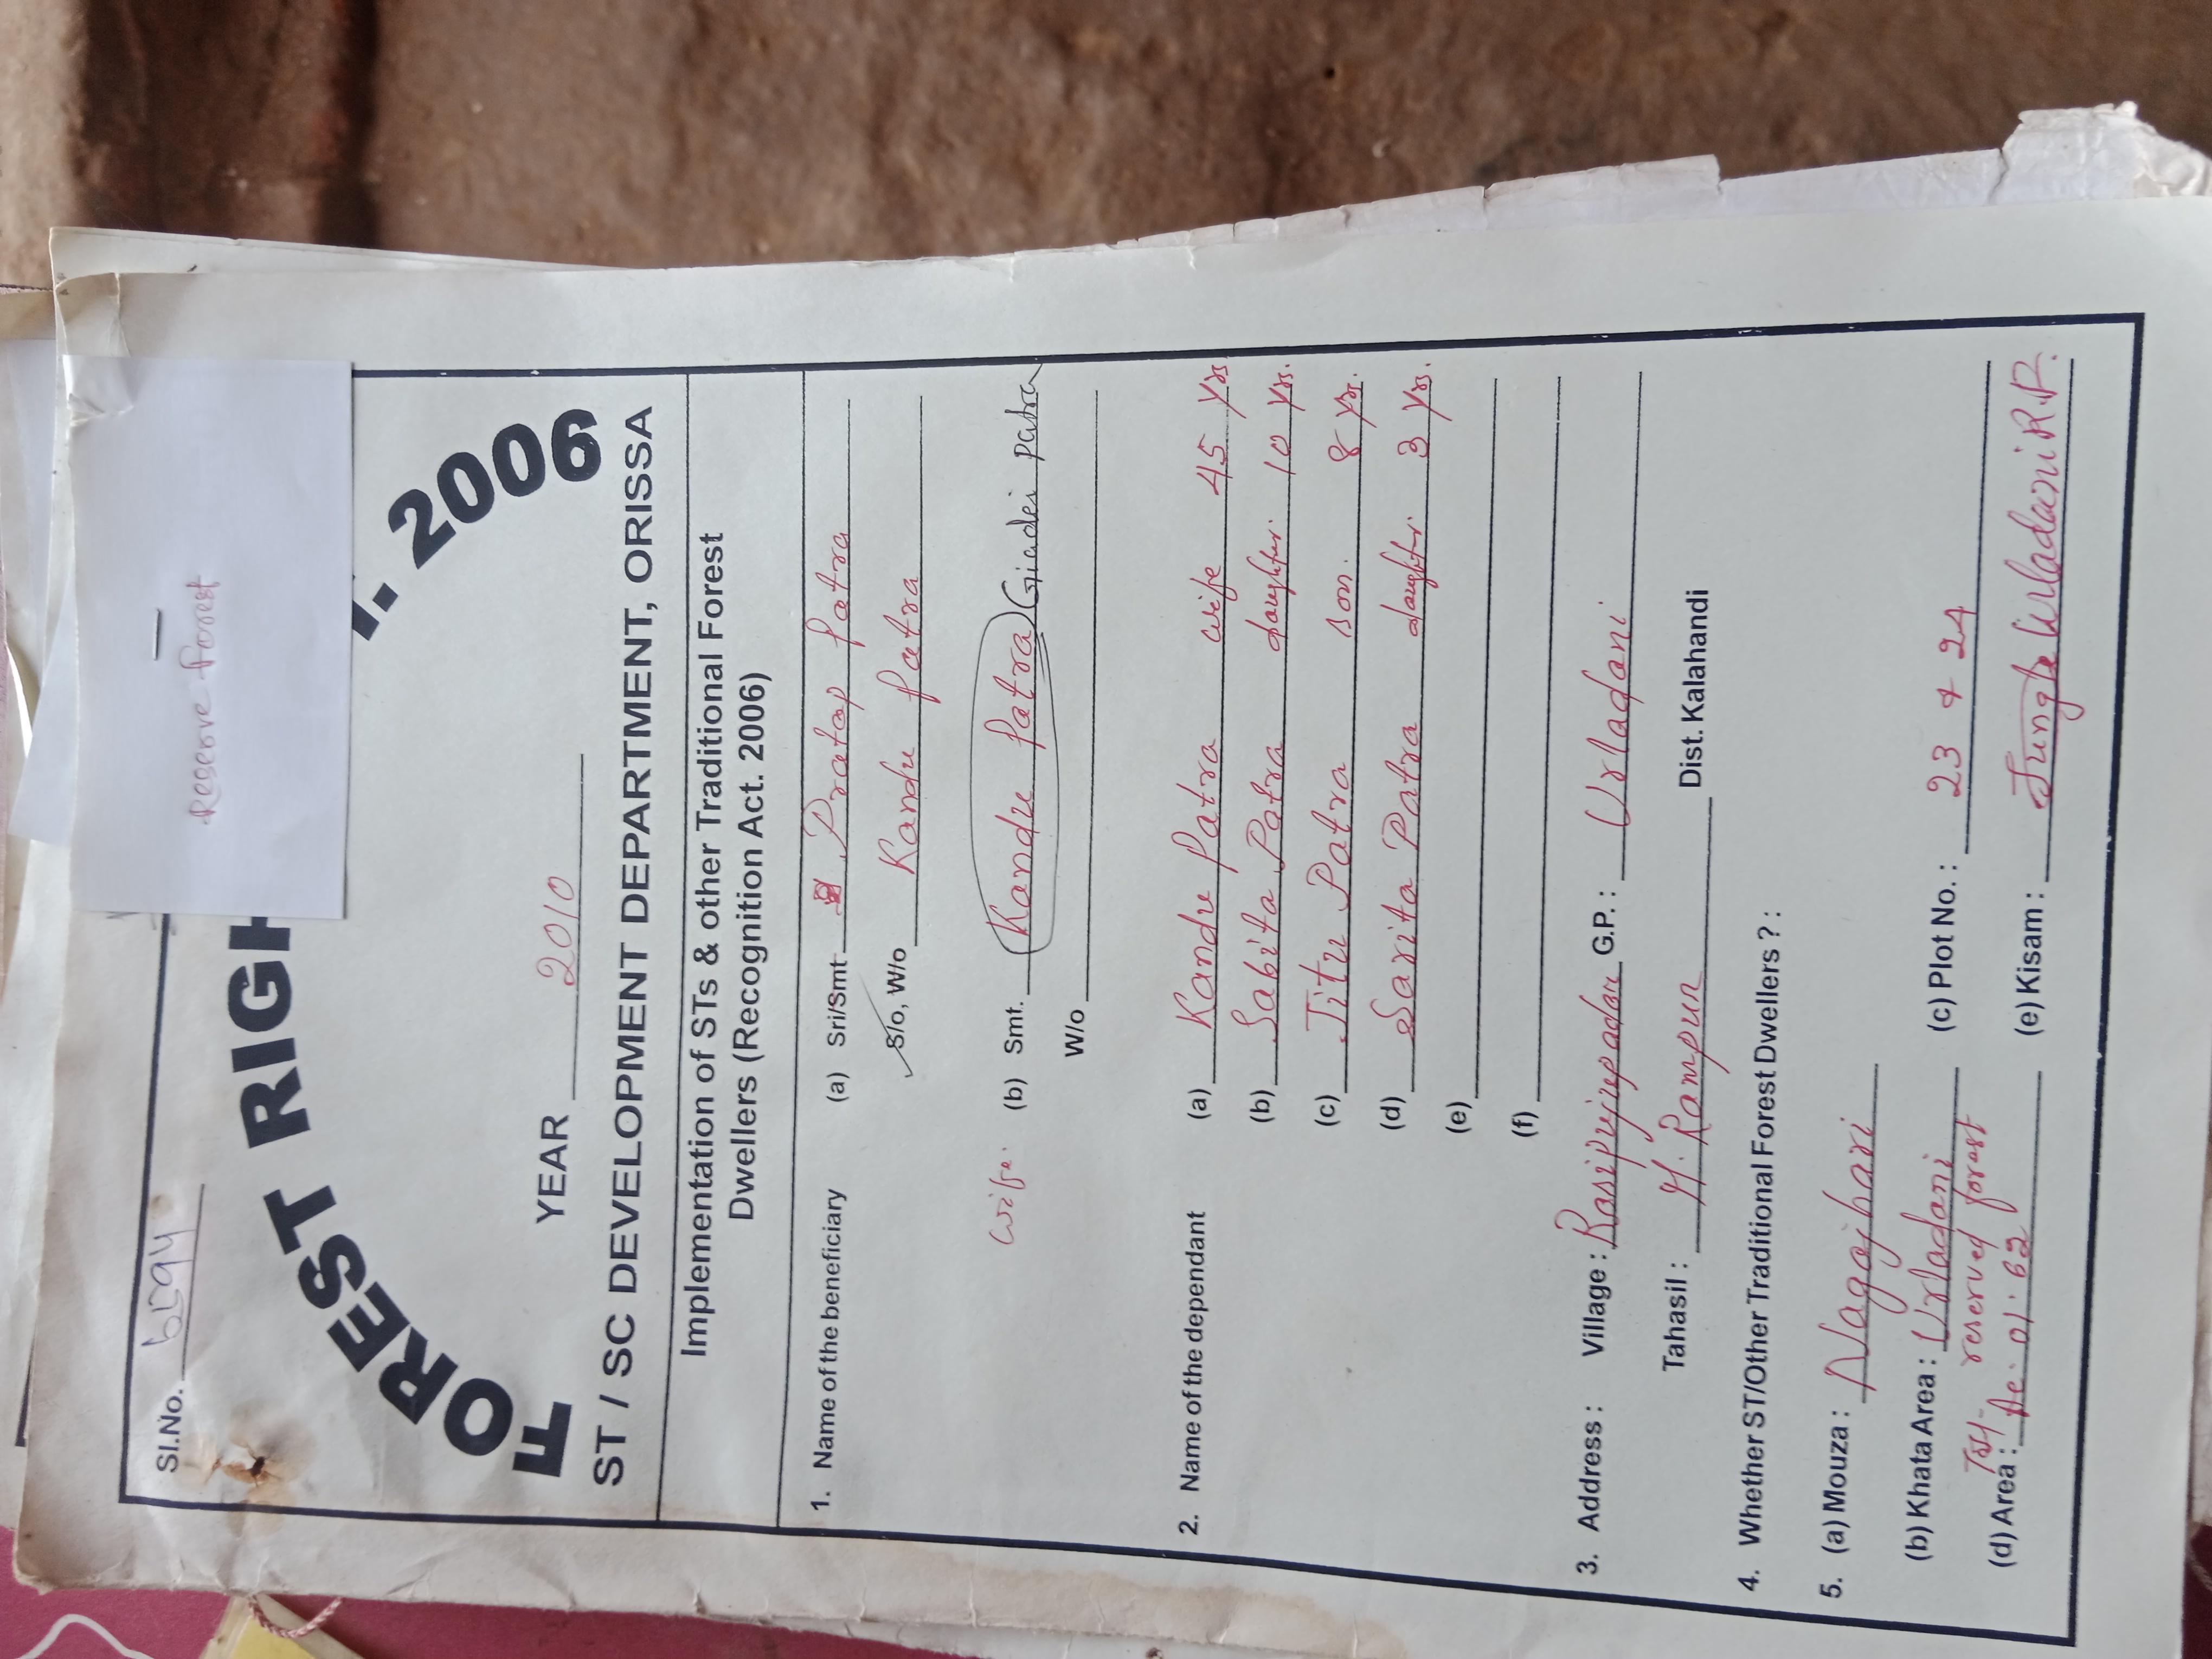 Reserve Forest
Sl.No.
FOREST RIGH
T. 2006
YEAR 2010
ST / SC DEVELOPMENT DEPARTMENT, ORISSA
Implementation of STs & other Traditional Forest
Dwellers (Recognition Act. 2006)
1. Name of the beneficiary (a) Sri/Smt Pratap Patra
S/o, W/o Kandu Patra
wife. (b) Smt. Kandu Patra) Giadei Patra
W/o
2. Name of the dependant (a) Kandu Patra wife 45 yrs
(b) Sabita Patra daughter. 10 yrs.
(c) Jitu Patra son. 8 yrs.
(d) Sarita Patra daughter 3 yrs.
(e)
(f)
3. Address : Village : G.P. : Urladani
Tahasil : Rampur Dist. Kalahandi
4. Whether ST/Other Traditional Forest Dwellers ? :
5. (a) Mouza : Nagajhari
(b) Khata Area : Urladani (c) Plot No. : 23 & 24
reserved forest
(d) Area : Ac. 01.62 (e) Kisam : Jungle Urladani R.F.